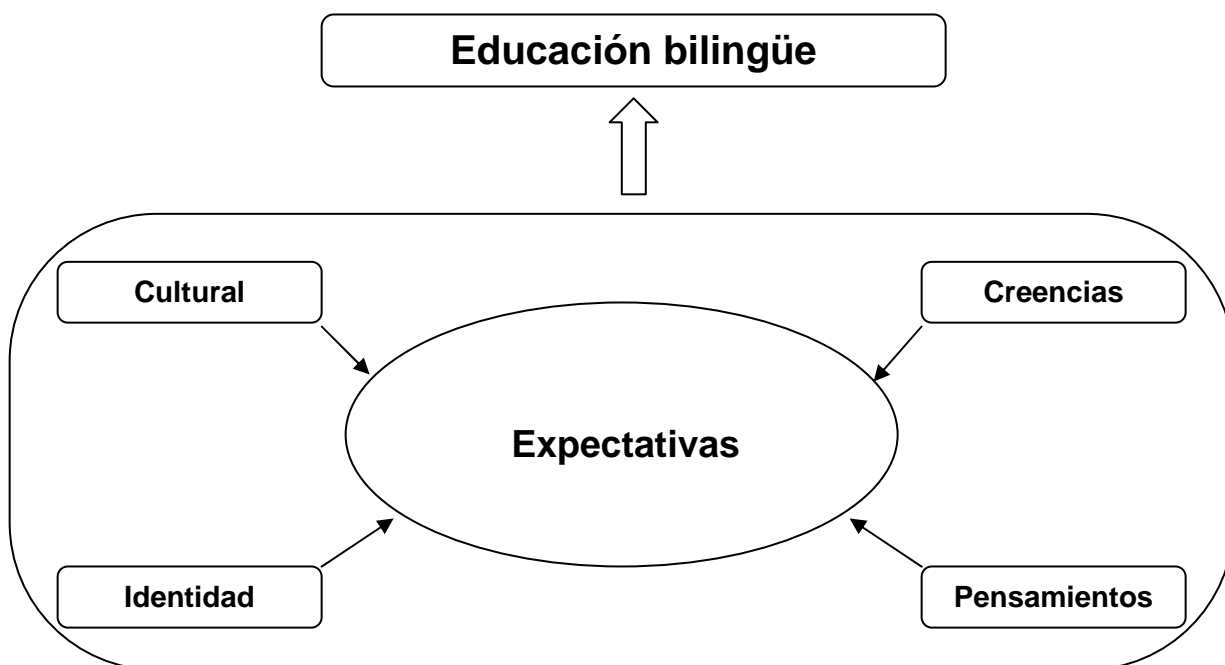 Educación bilingüe
Cultural
Creencias
Expectativas
Identidad
Pensamientos